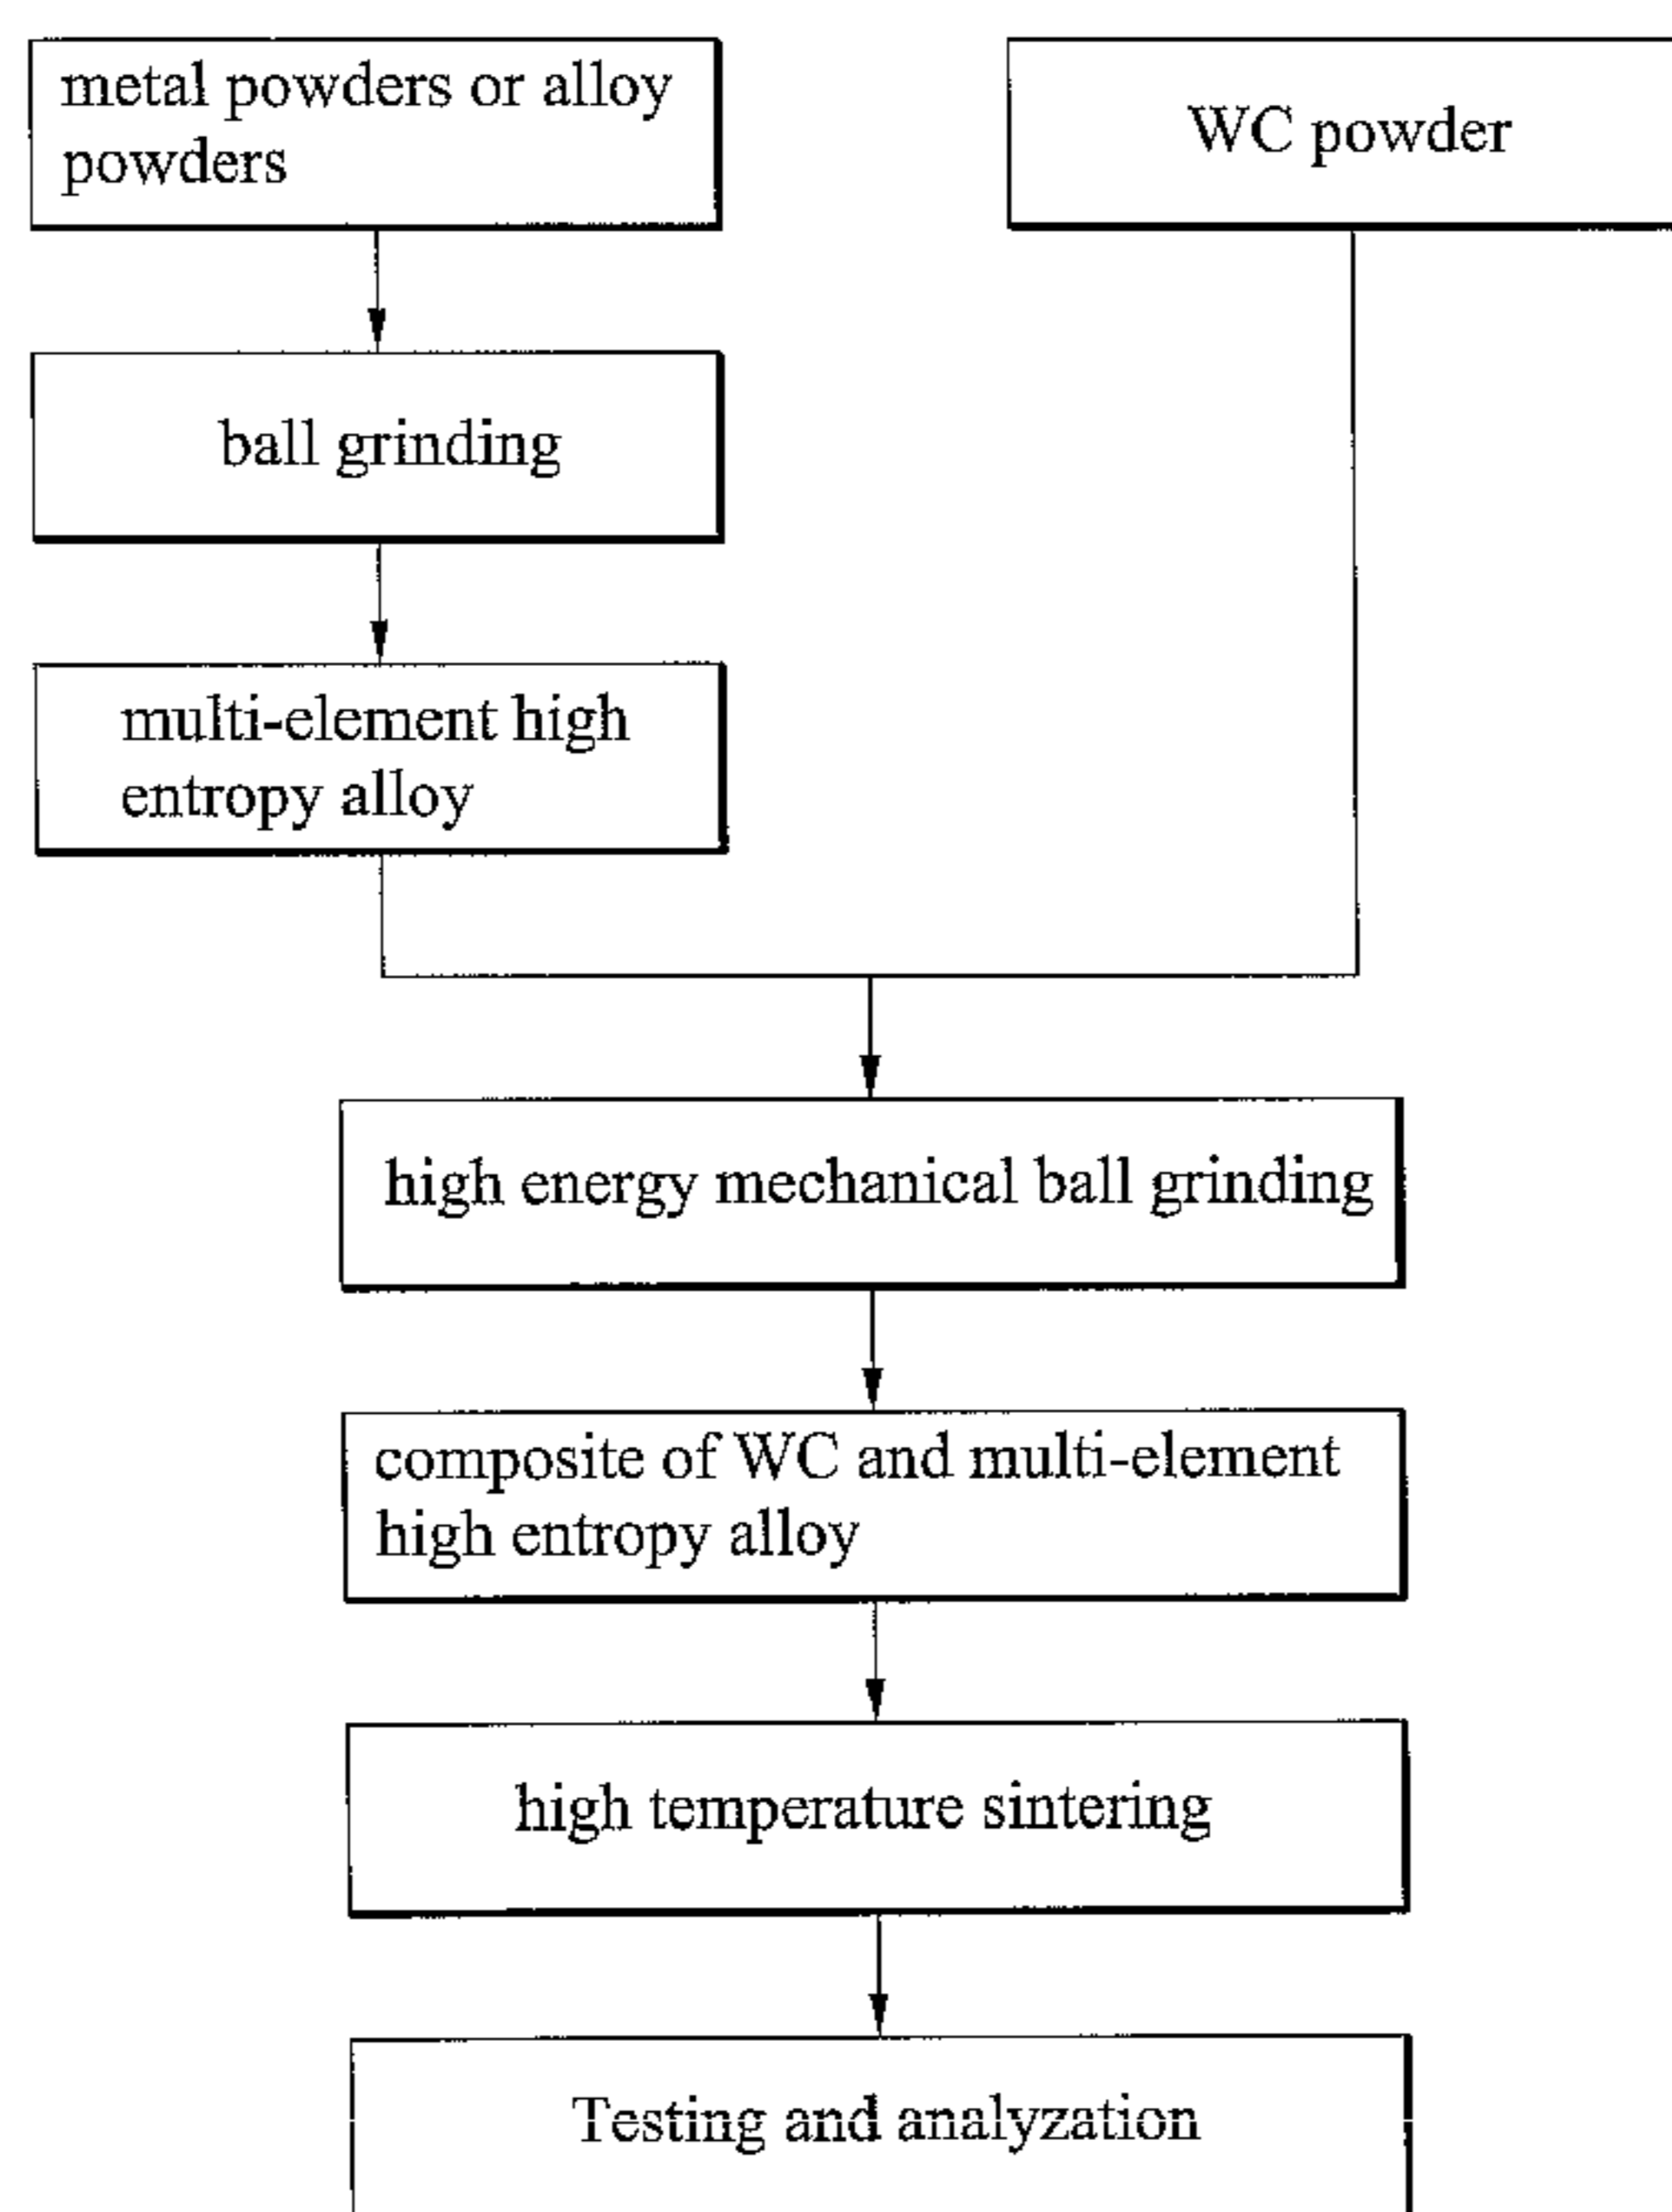 metal powders or alloy
powders
WC powder
ball grinding
multi-element high
entropy alloy
high energy mechanical ball grinding
composite of WC and multi-element
high entropy alloy
high temperature sintering
Testing and analyzation